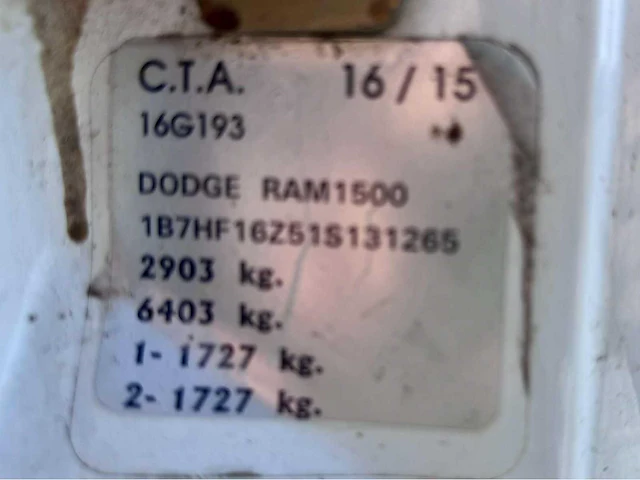 C.T.A. 16 / 15
16G193
DODGE RAM1500
1B7HF16Z51S131265
2903 kg.
6403 kg.
1- 1727 kg.
2- 1727 kg.